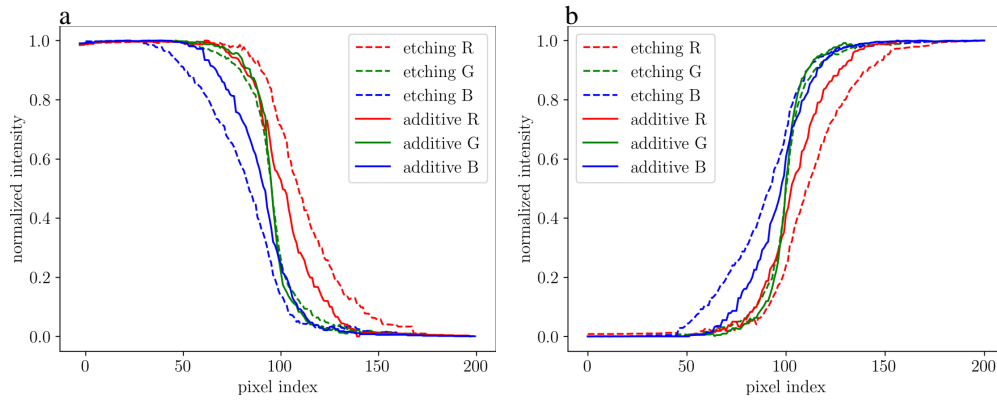 a
1.0
0.8
0.6
0.4
0.2
0.0
normalized intensity
0
50
100
150
200
pixel index
etching R
etching G
etching B
additive R
additive G
additive B
b
1.0
0.8
0.6
0.4
0.2
0.0
normalized intensity
0
50
100
150
200
pixel index
etching R
etching G
etching B
additive R
additive G
additive B